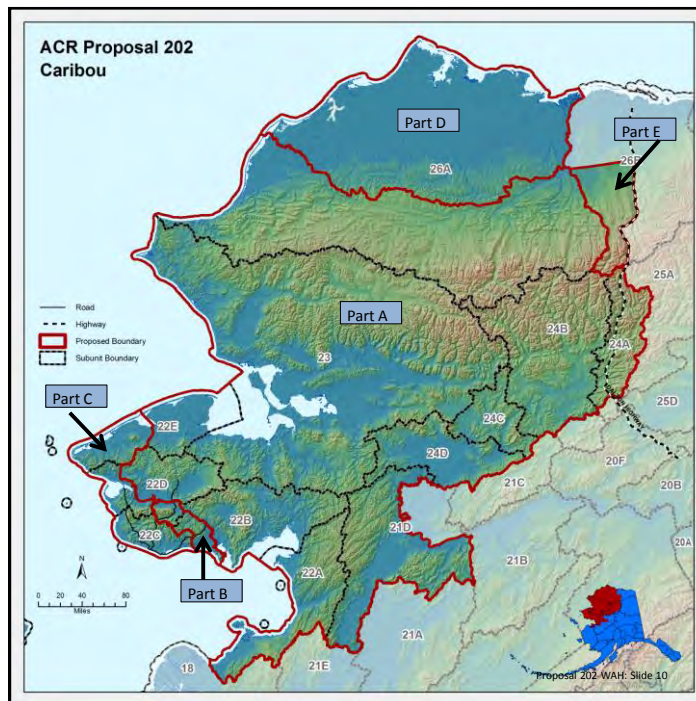 ACR Proposal 202
Caribou
Part D
Part E
26A
26B
25A
Road
Highway
Proposed Boundary
Subunit Boundary
Part A
23
24B
24A
Part C
22E
24C
25D
24D
21C
20F
20B
22D
22C
22B
21D
20A
21B
22A
Part B
N
0 20 40 80
Miles
21A
18
21E
Proposal 202 WAH: Slide 10